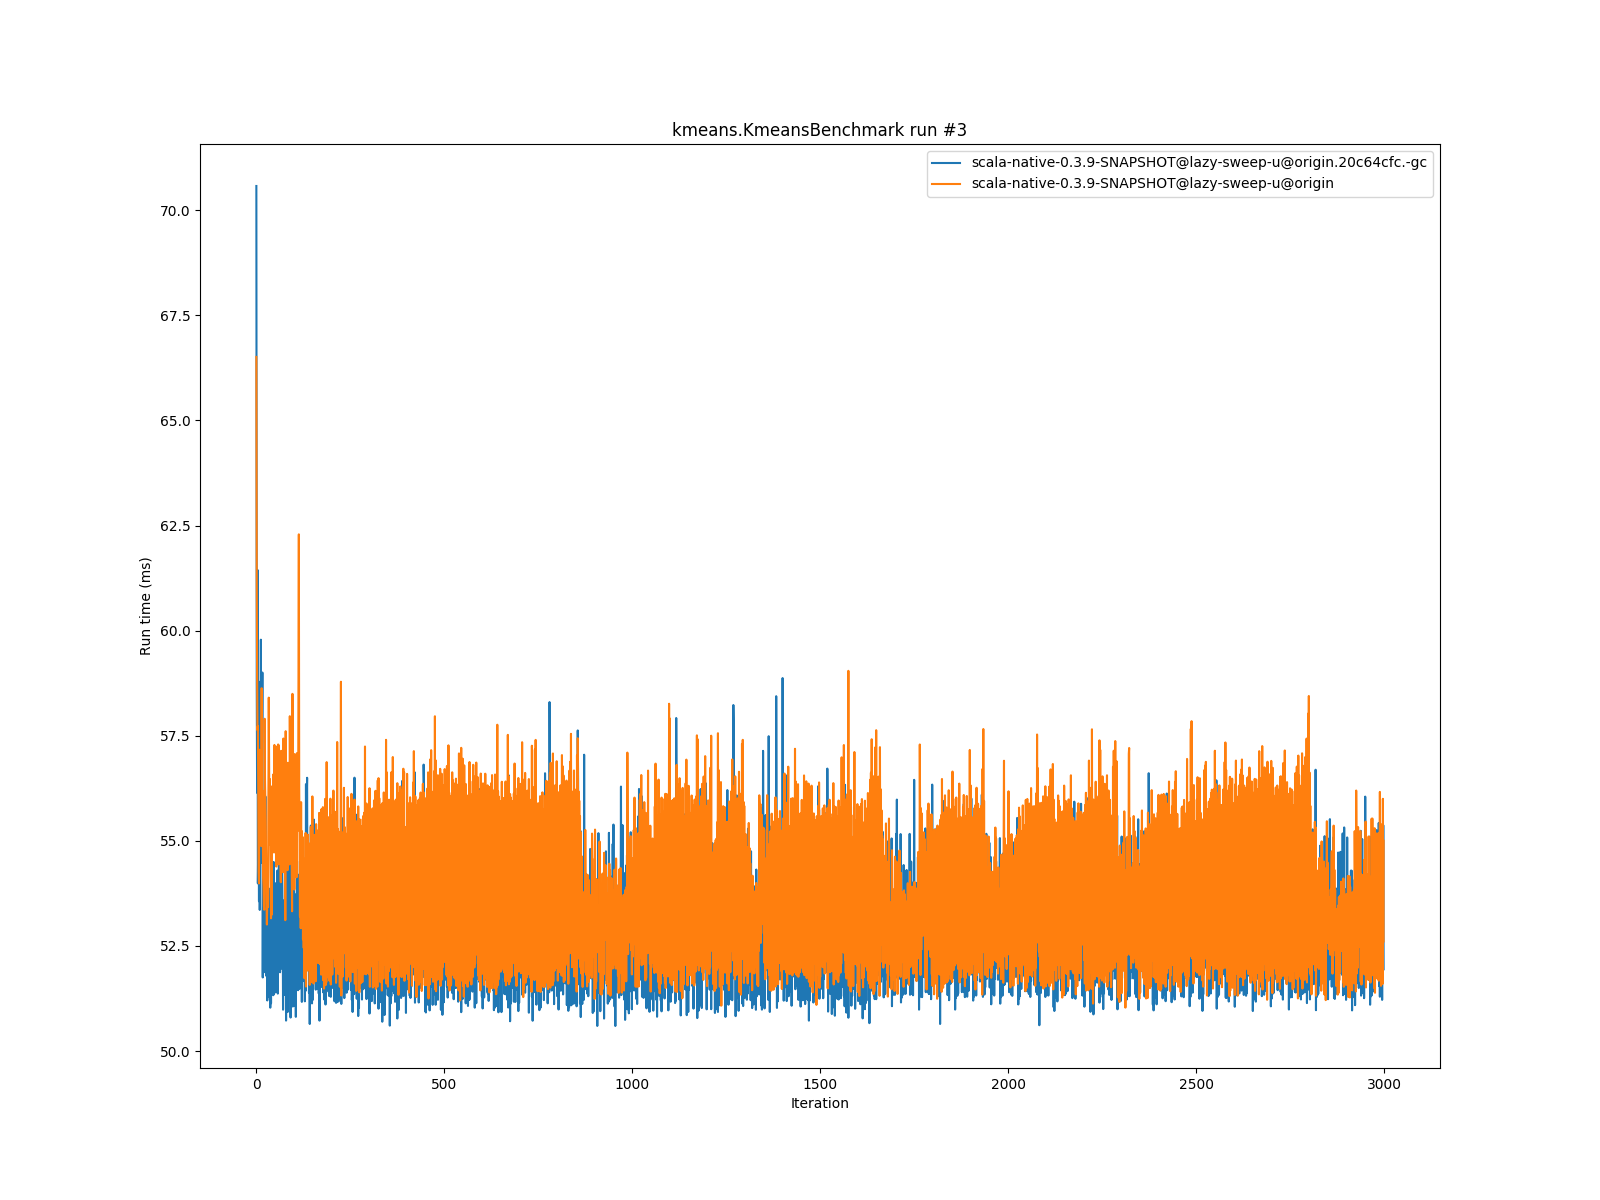 kmeans.KmeansBenchmark run #3
scala-native-0.3.9-SNAPSHOT@lazy-sweep-u@origin.20c64cfc.-gc
scala-native-0.3.9-SNAPSHOT@lazy-sweep-u@origin
70.0
67.5
65.0
62.5
60.0
57.5
55.0
52.5
50.0
Run time (ms)
0 500 1000 1500 2000 2500 3000
Iteration